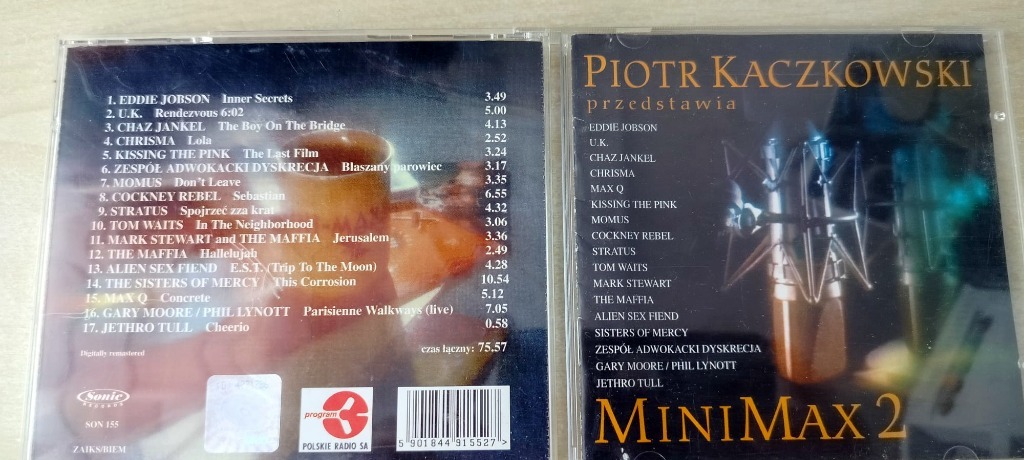 1. EDDIE JOBSON Inner Secrets 3.49
2. U.K. Rendezvous 6:02 5.00
3. CHAZ JANKEL The Boy On The Bridge 4.13
4. CHRISMA Lola 2.52
5. KISSING THE PINK The Last Film 3.24
6. ZESPÓŁ ADWOKACKI DYSKRECJA Blaszany parowiec 3.17
7. MOMUS Don't Leave 3.35
8. COCKNEY REBEL Sebastian 6.55
9. STRATUS Spojrzeć zza krat 4.32
10. TOM WAITS In The Neighborhood 3.06
11. MARK STEWART and THE MAFFIA Jerusalem 3.36
12. THE MAFFIA Hallelujah 2.49
13. ALIEN SEX FIEND E.S.T. (Trip To The Moon) 4.28
14. THE SISTERS OF MERCY This Corrosion 10.54
15. MAX Q Concrete 5.12
16. GARY MOORE / PHIL LYNOTT Parisienne Walkways (live) 7.05
17. JETHRO TULL Cheerio 0.58
czas łączny: 75.57
Digitally remastered
Sonic
RECORDS
SON 155
ZAIKS/BIEM
program 3
POLSKIE RADIO SA
5 901844 915527 >
PIOTR KACZKOWSKI
przedstawia
EDDIE JOBSON
U.K.
CHAZ JANKEL
CHRISMA
MAX Q
KISSING THE PINK
MOMUS
COCKNEY REBEL
STRATUS
TOM WAITS
MARK STEWART
THE MAFFIA
ALIEN SEX FIEND
SISTERS OF MERCY
ZESPÓŁ ADWOKACKI DYSKRECJA
GARY MOORE / PHIL LYNOTT
JETHRO TULL
MINIMAX 2